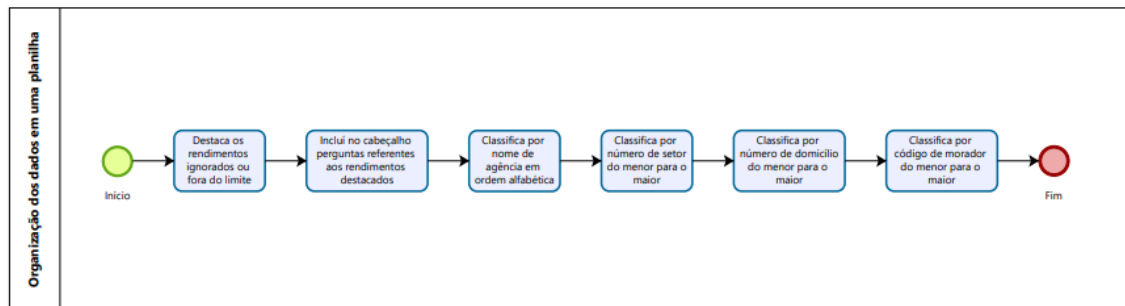 Organização dos dados em uma planilha
Início
Destaca os
rendimentos
ignorados ou
fora do limite
Inclui no cabeçalho
perguntas referentes
aos rendimentos
destacados
Classifica por
nome de
agência em
ordem alfabética
Classifica por
número de setor
do menor para o
maior
Classifica por
número de domicílio
do menor para o
maior
Classifica por
código de morador
do menor para o
maior
Fim